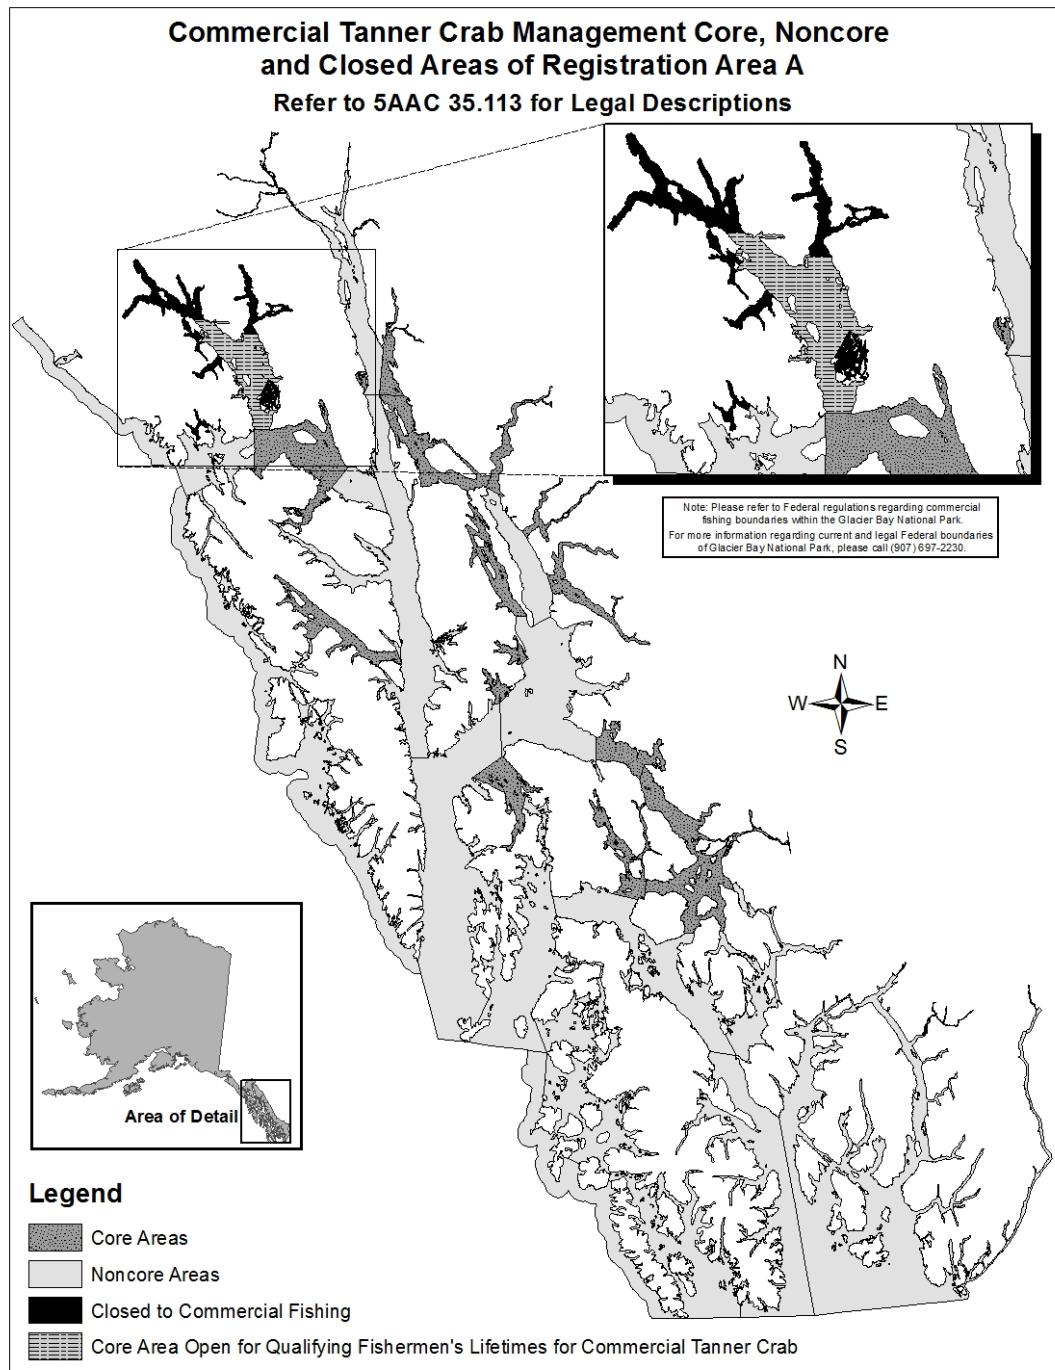 Commercial Tanner Crab Management Core, Noncore
and Closed Areas of Registration Area A
Refer to 5AAC 35.113 for Legal Descriptions
Note: Please refer to Federal regulations regarding commercial
fishing boundaries within the Glacier Bay National Park.
For more information regarding current and legal Federal boundaries
of Glacier Bay National Park, please call (907) 697-2230.
N
W E
S
Area of Detail
Legend
Core Areas
Noncore Areas
Closed to Commercial Fishing
Core Area Open for Qualifying Fishermen's Lifetimes for Commercial Tanner Crab